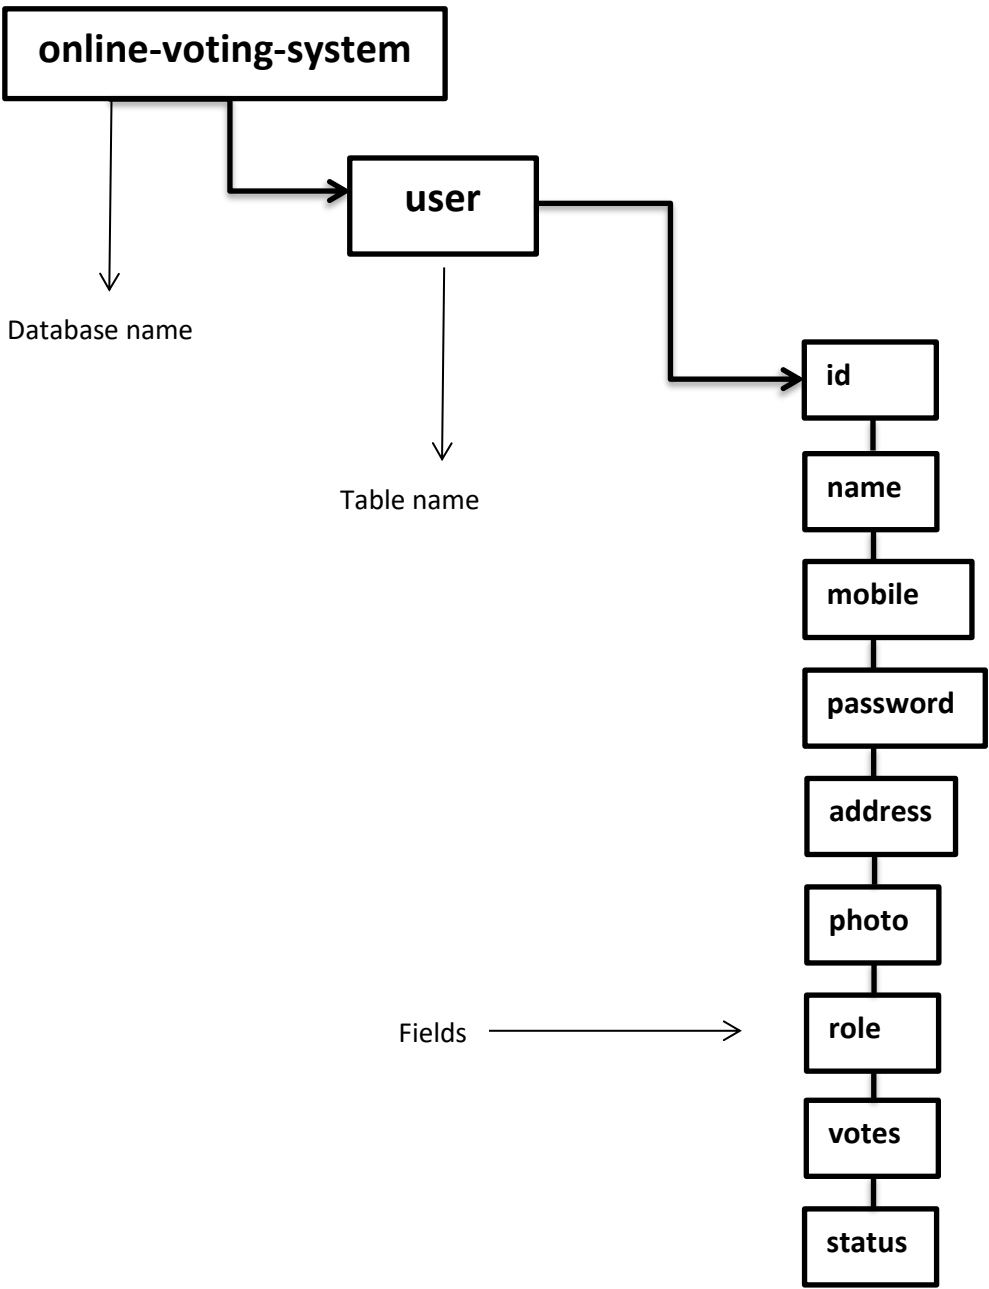 online-voting-system
user
Database name
id
name
Table name
mobile
password
address
photo
Fields
role
votes
status